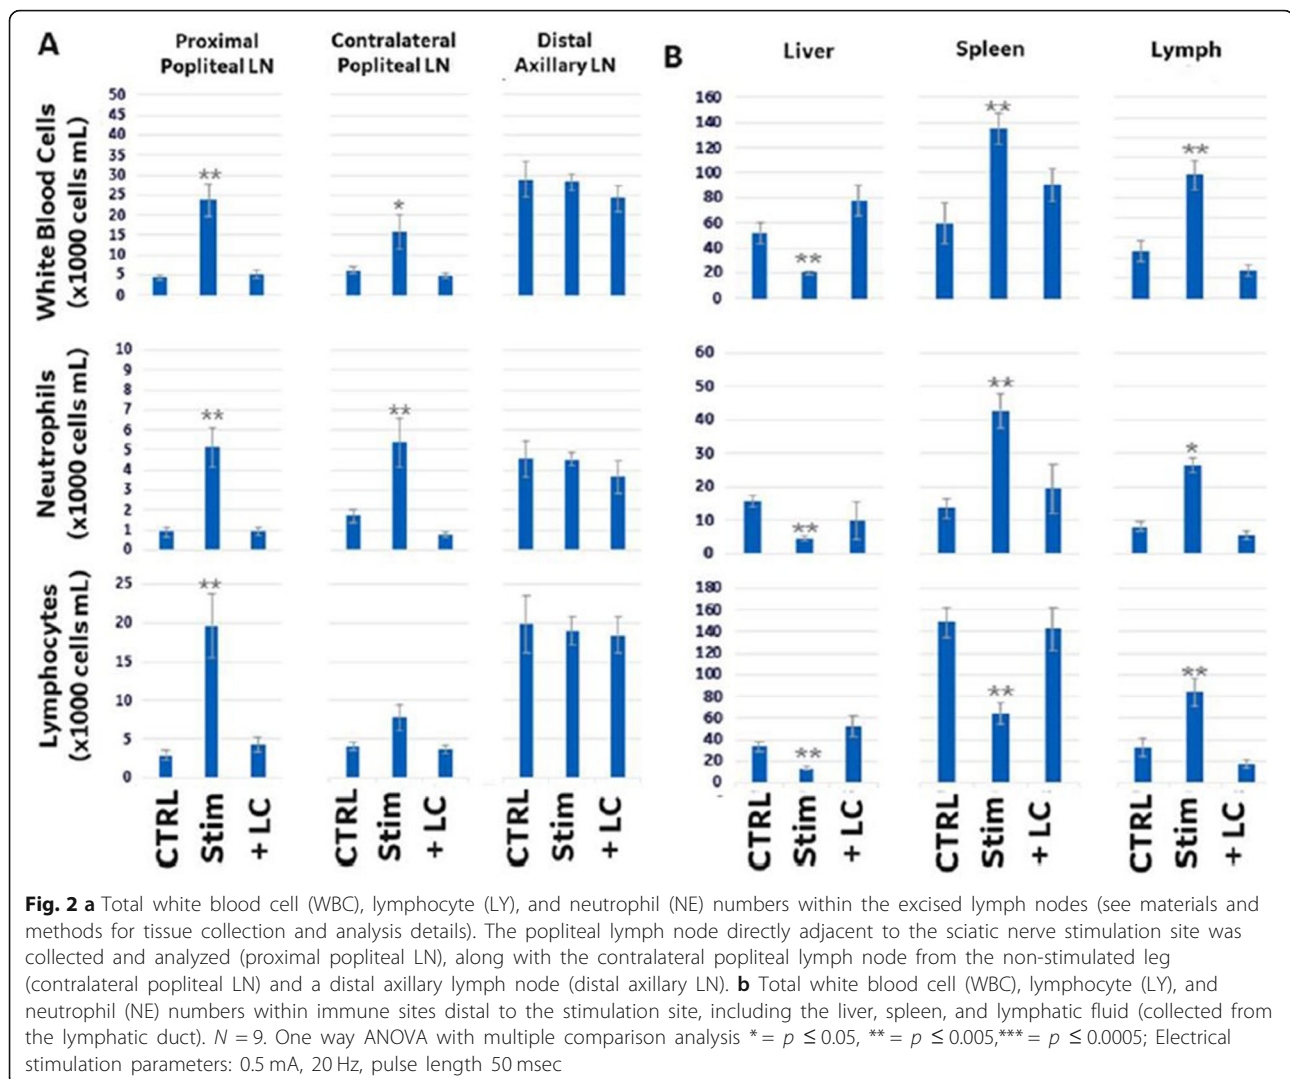 A
Proximal
Popliteal LN
Contralateral
Popliteal LN
Distal
Axillary LN
B
Liver
Spleen
Lymph
White Blood Cells
(x1000 cells mL)
50
45
40
35
30
25
20
15
10
5
0
**
*
160
140
120
100
80
60
40
20
0
**
**
**
Neutrophils
(x1000 cells mL)
10
9
8
7
6
5
4
3
2
1
0
**
**
60
50
40
30
20
10
0
**
**
*
Lymphocytes
(x1000 cells mL)
25
20
15
10
5
0
**
180
160
140
120
100
80
60
40
20
0
**
**
**
CTRL
Stim
+ LC
CTRL
Stim
+ LC
CTRL
Stim
+ LC
CTRL
Stim
+ LC
CTRL
Stim
+ LC
CTRL
Stim
+ LC
Fig. 2 a Total white blood cell (WBC), lymphocyte (LY), and neutrophil (NE) numbers within the excised lymph nodes (see materials and
methods for tissue collection and analysis details). The popliteal lymph node directly adjacent to the sciatic nerve stimulation site was
collected and analyzed (proximal popliteal LN), along with the contralateral popliteal lymph node from the non-stimulated leg
(contralateral popliteal LN) and a distal axillary lymph node (distal axillary LN). b Total white blood cell (WBC), lymphocyte (LY), and
neutrophil (NE) numbers within immune sites distal to the stimulation site, including the liver, spleen, and lymphatic fluid (collected from
the lymphatic duct). N = 9. One way ANOVA with multiple comparison analysis * = p ≤ 0.05, ** = p ≤ 0.005,*** = p ≤ 0.0005; Electrical
stimulation parameters: 0.5 mA, 20 Hz, pulse length 50 msec